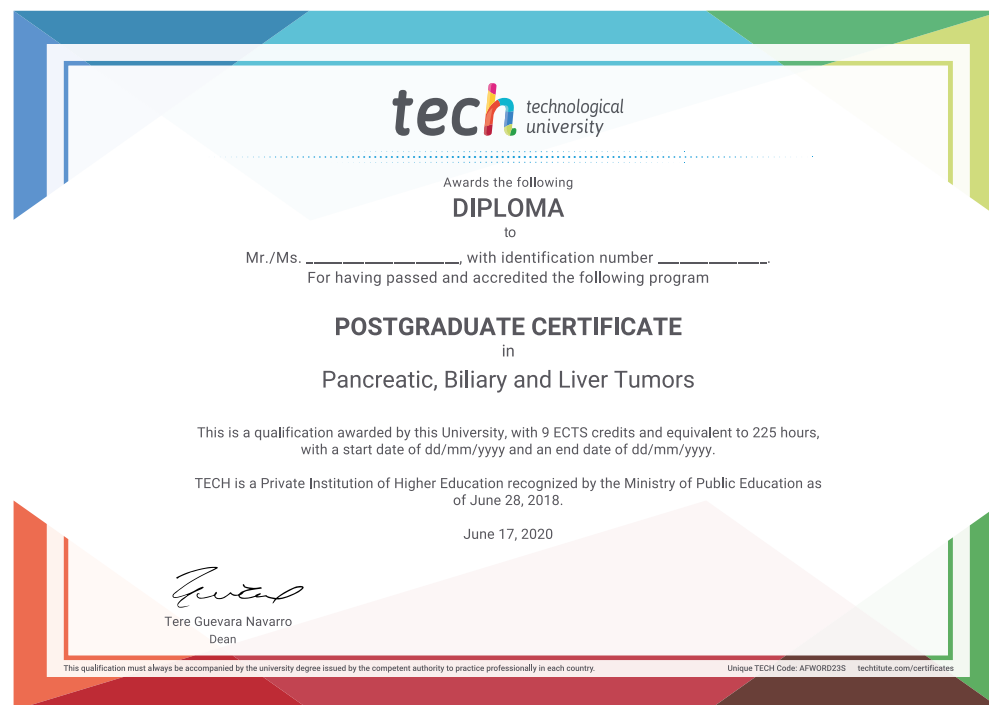 tech technological
university
Awards the following
DIPLOMA
to
Mr./Ms. ____________________, with identification number ______________.
For having passed and accredited the following program
POSTGRADUATE CERTIFICATE
in
Pancreatic, Biliary and Liver Tumors
This is a qualification awarded by this University, with 9 ECTS credits and equivalent to 225 hours,
with a start date of dd/mm/yyyy and an end date of dd/mm/yyyy.
TECH is a Private Institution of Higher Education recognized by the Ministry of Public Education as
of June 28, 2018.
June 17, 2020
Tere Guevara Navarro
Dean
This qualification must always be accompanied by the university degree issued by the competent authority to practice professionally in each country.
Unique TECH Code: AFWORD23S techtitute.com/certificates